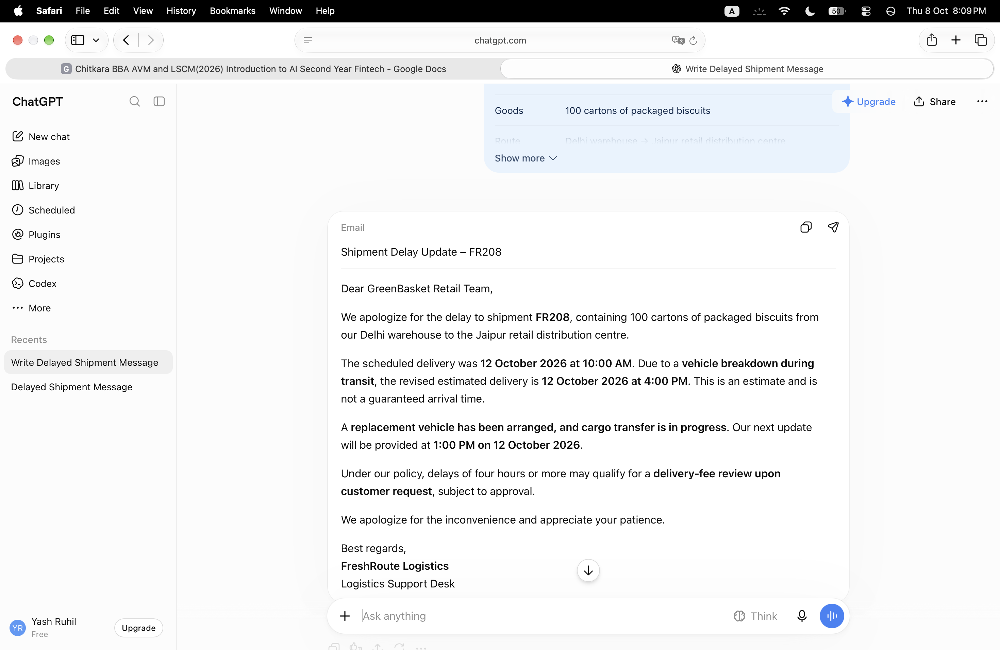 Safari File Edit View History Bookmarks Window Help A 50 Thu 8 Oct 8:09 PM
chatgpt.com
G Chitkara BBA AVM and LSCM(2026) Introduction to AI Second Year Fintech - Google Docs
Write Delayed Shipment Message
ChatGPT
New chat
Images
Library
Scheduled
Plugins
Projects
Codex
More
Recents
Write Delayed Shipment Message
Delayed Shipment Message
YR Yash Ruhil
Free
Upgrade
Upgrade Share
Goods 100 cartons of packaged biscuits
Route Delhi warehouse → Jaipur retail distribution centre
Show more
Email
Shipment Delay Update – FR208
Dear GreenBasket Retail Team,
We apologize for the delay to shipment FR208, containing 100 cartons of packaged biscuits from
our Delhi warehouse to the Jaipur retail distribution centre.
The scheduled delivery was 12 October 2026 at 10:00 AM. Due to a vehicle breakdown during
transit, the revised estimated delivery is 12 October 2026 at 4:00 PM. This is an estimate and is
not a guaranteed arrival time.
A replacement vehicle has been arranged, and cargo transfer is in progress. Our next update
will be provided at 1:00 PM on 12 October 2026.
Under our policy, delays of four hours or more may qualify for a delivery-fee review upon
customer request, subject to approval.
We apologize for the inconvenience and appreciate your patience.
Best regards,
FreshRoute Logistics
Logistics Support Desk
Ask anything
Think